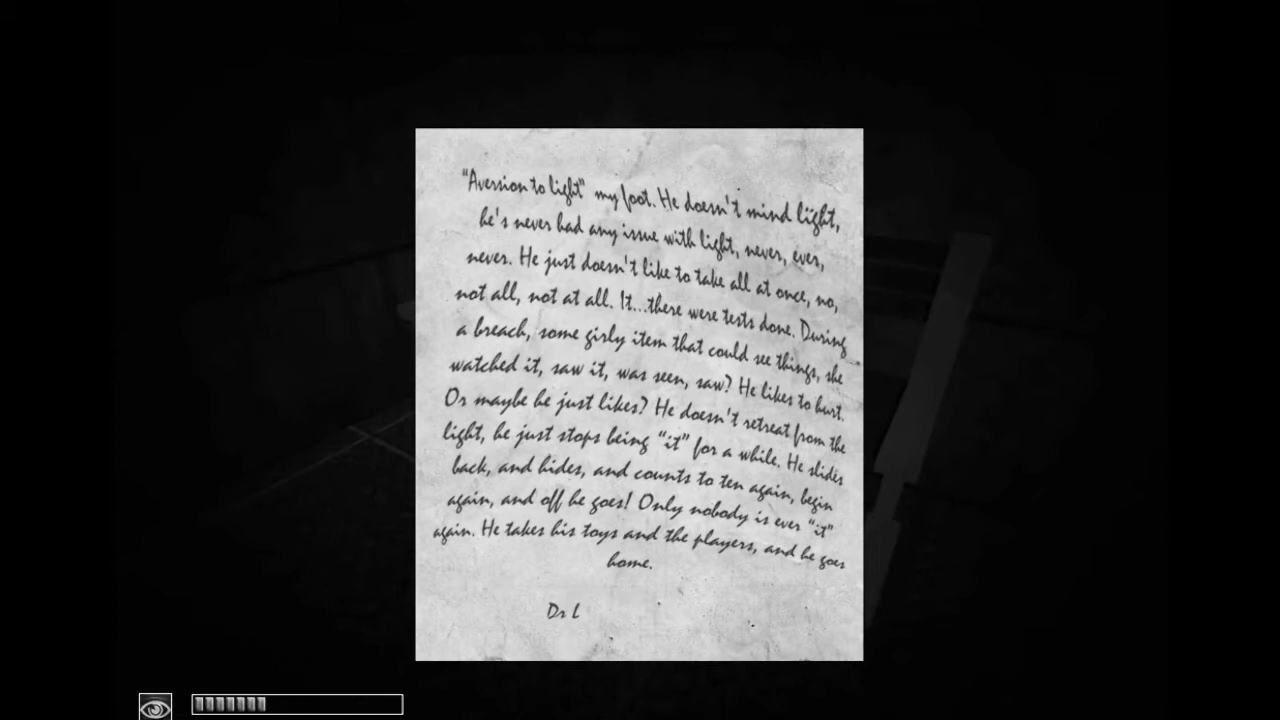 "Aversion to light" my foot. He doesn't mind light,
he's never had any issue with light, never, ever,
never. He just doesn't like to take all at once, no,
not all, not at all. It...there were tests done. During
a breach, some girly item that could see things, she
watched it, saw it, was seen, saw? He likes to hurt.
Or maybe he just likes? He doesn't retreat from the
light, he just stops being "it" for a while. He slides
back, and hides, and counts to ten again, begin
again, and off he goes! Only nobody is ever "it"
again. He takes his toys and the players, and he goes
home.
Dr L